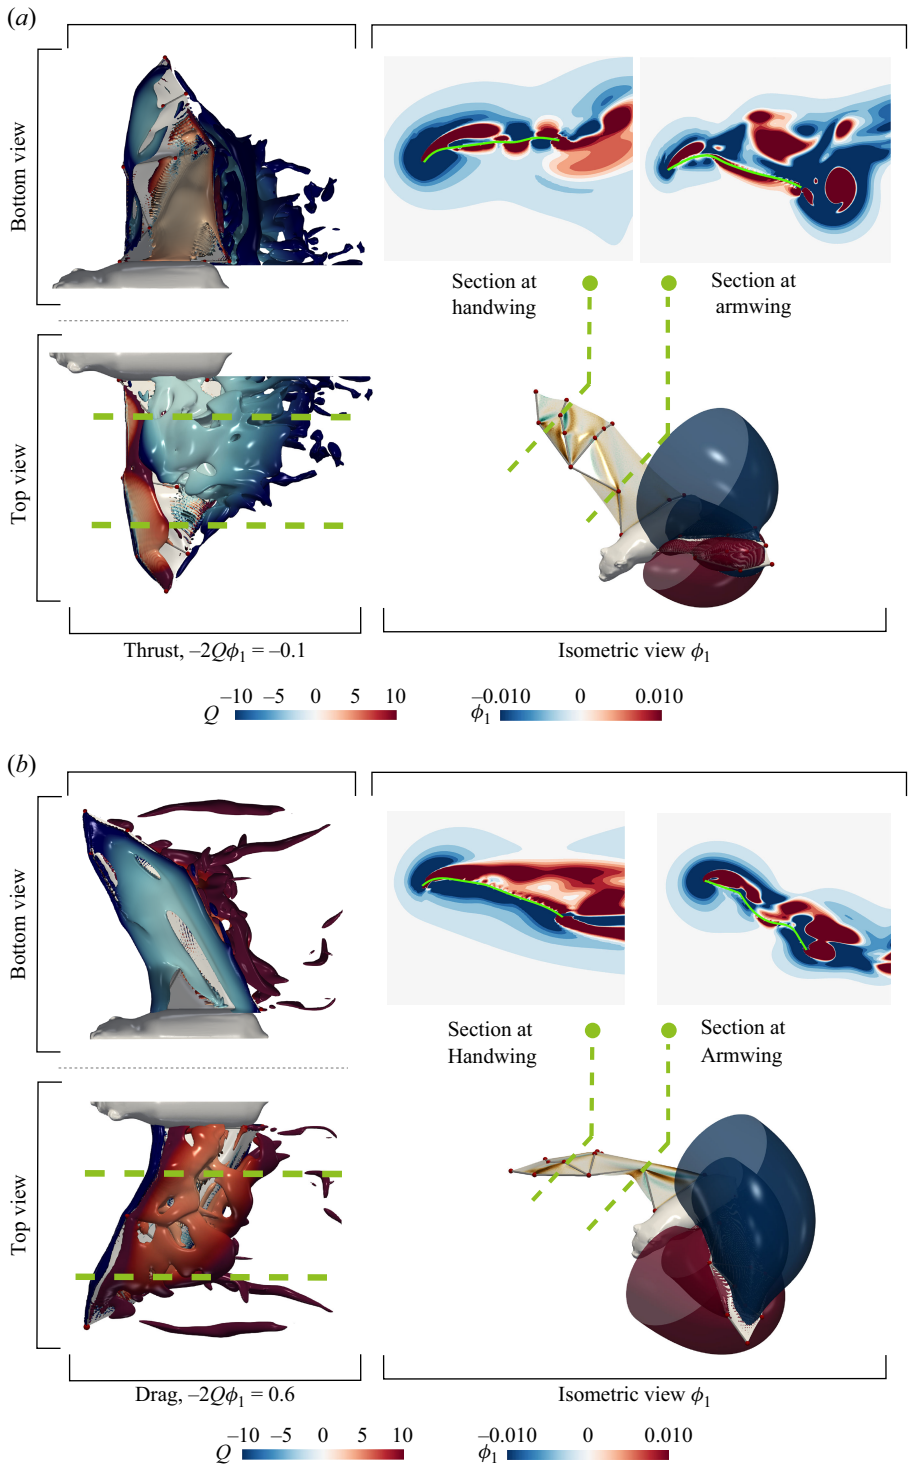 (a)
Bottom view
Section at
handwing
Section at
armwing
Top view
Thrust, –2Qϕ₁ = –0.1
Isometric view ϕ₁
Q
–10 –5 0 5 10
ϕ₁
–0.010 0 0.010
(b)
Bottom view
Section at
Handwing
Section at
Armwing
Top view
Drag, –2Qϕ₁ = 0.6
Isometric view ϕ₁
Q
–10 –5 0 5 10
ϕ₁
–0.010 0 0.010